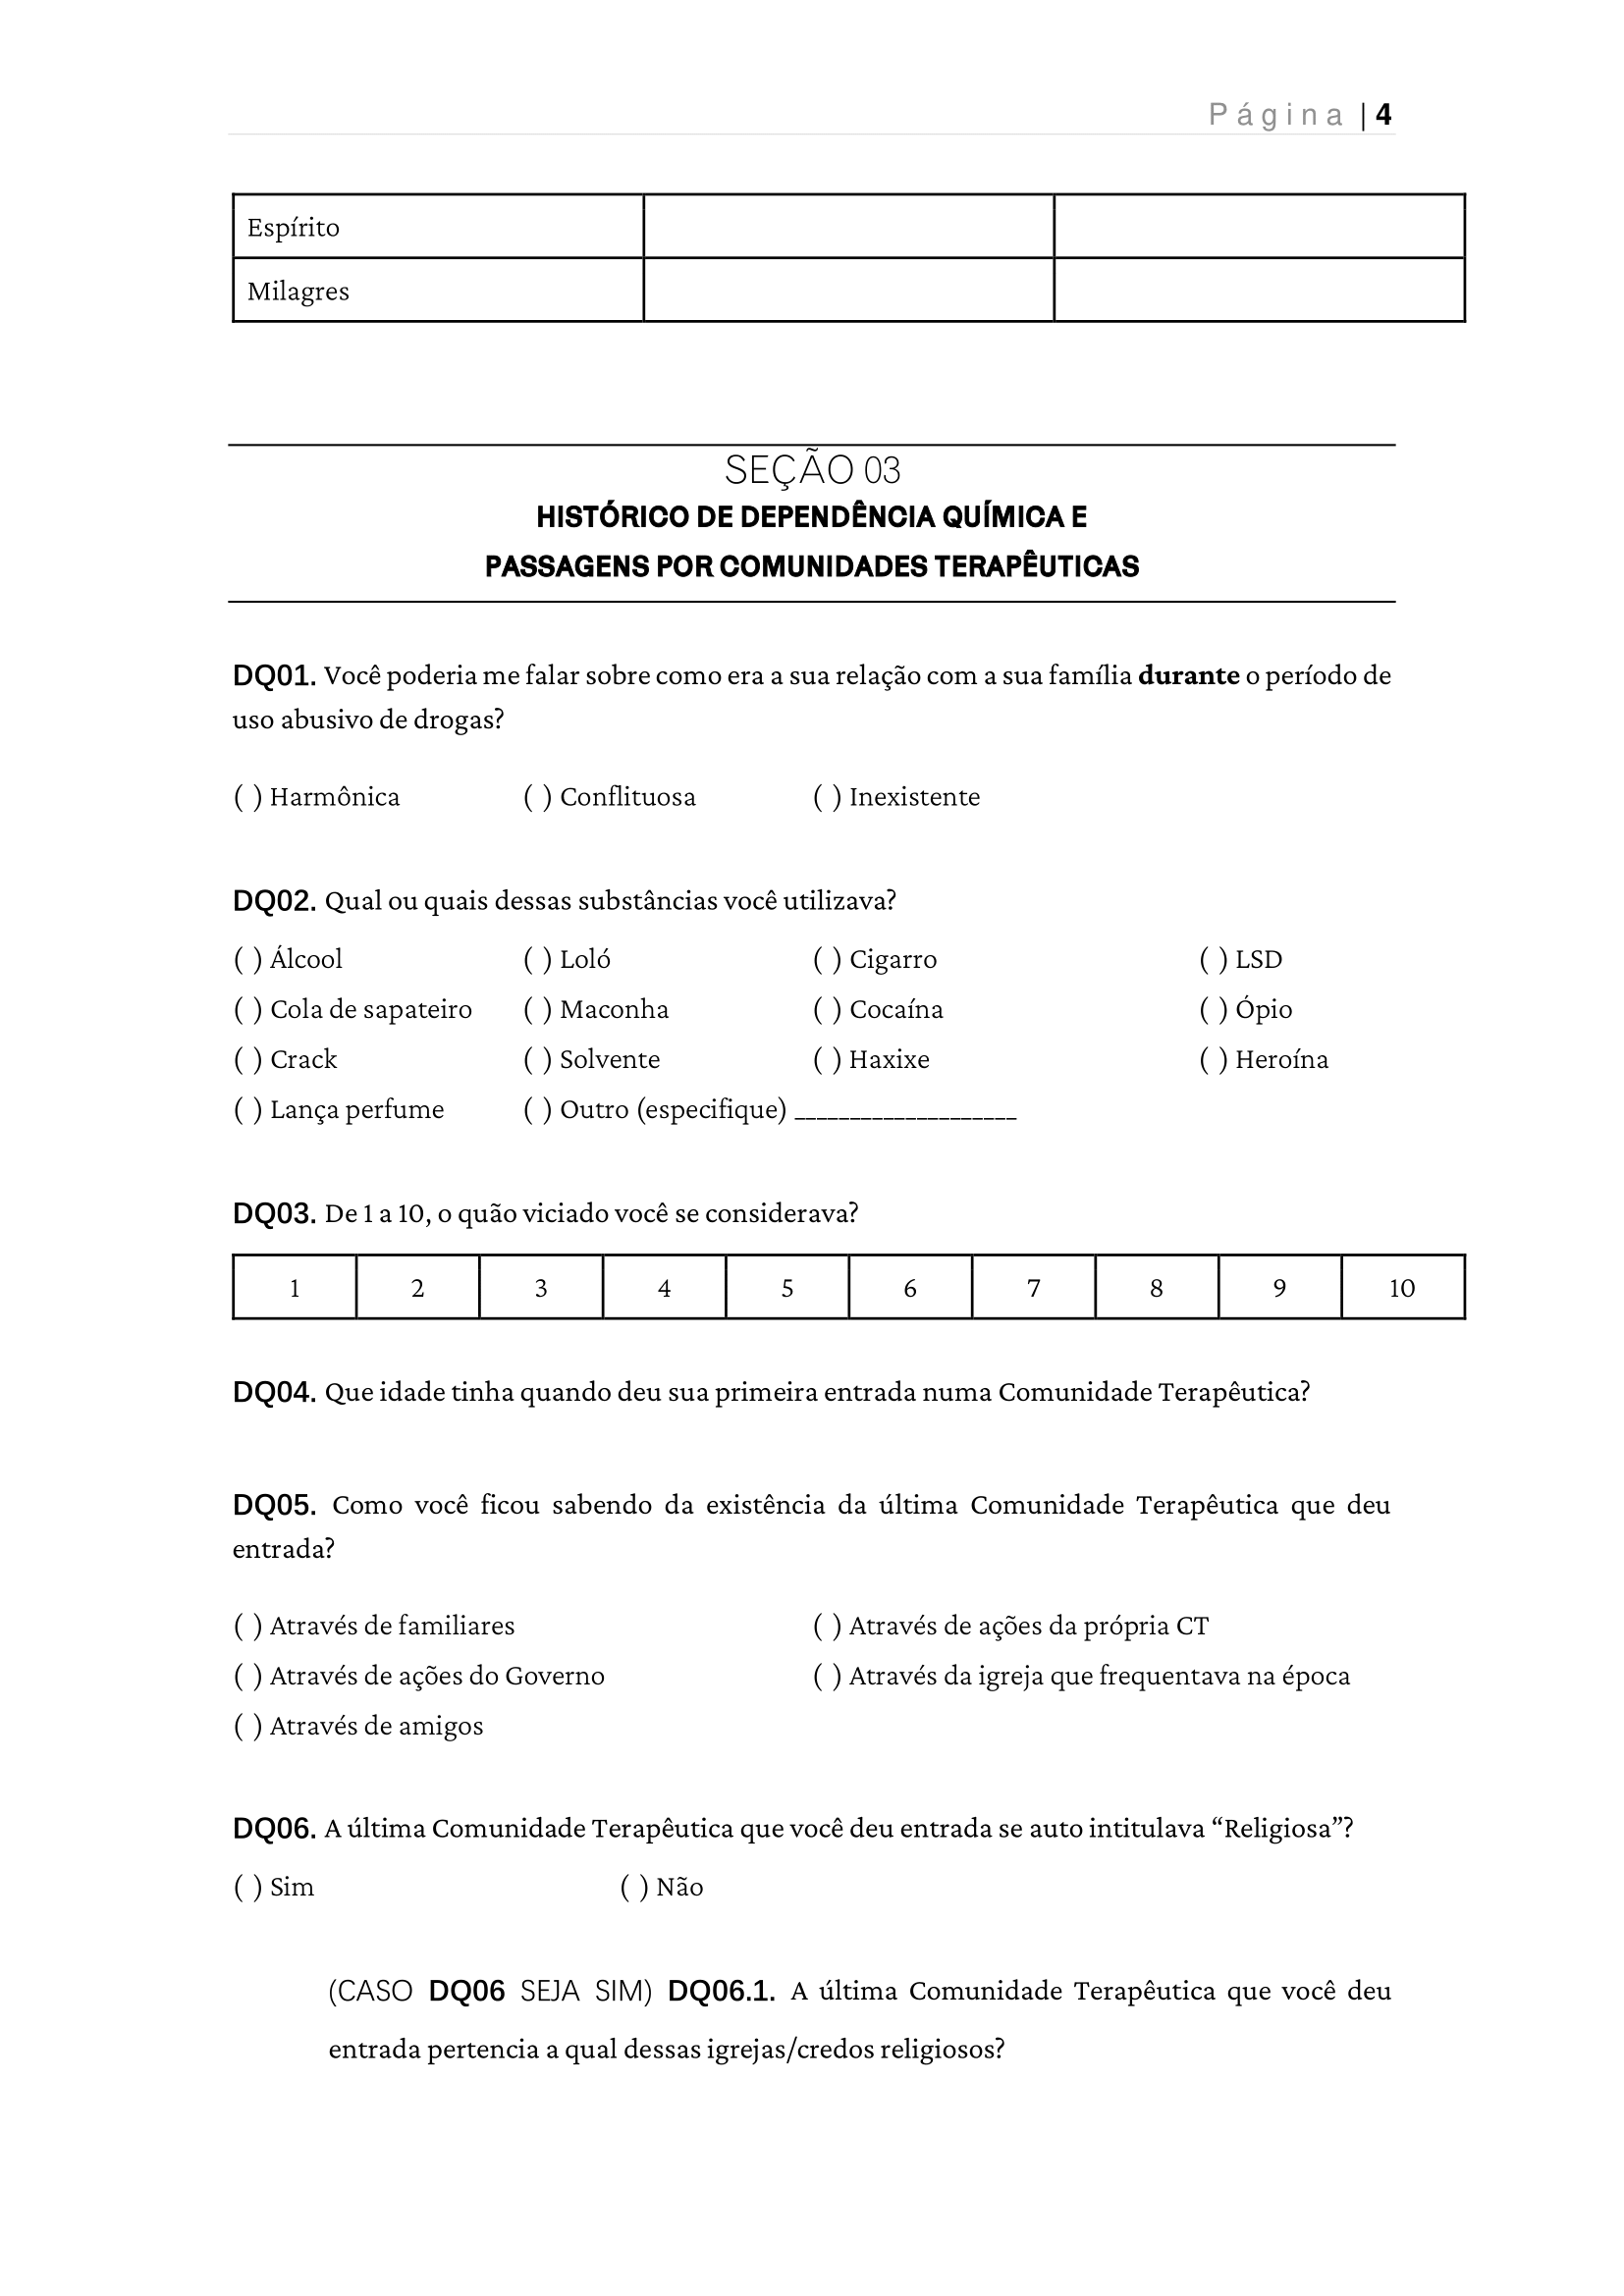 Página | 4
Espírito
Milagres
SEÇÃO 03
HISTÓRICO DE DEPENDÊNCIA QUÍMICA E
PASSAGENS POR COMUNIDADES TERAPÊUTICAS
DQ01. Você poderia me falar sobre como era a sua relação com a sua família durante o período de
uso abusivo de drogas?
( ) Harmônica ( ) Conflituosa ( ) Inexistente
DQ02. Qual ou quais dessas substâncias você utilizava?
( ) Álcool ( ) Loló ( ) Cigarro ( ) LSD
( ) Cola de sapateiro ( ) Maconha ( ) Cocaína ( ) Ópio
( ) Crack ( ) Solvente ( ) Haxixe ( ) Heroína
( ) Lança perfume ( ) Outro (especifique) ____________________
DQ03. De 1 a 10, o quão viciado você se considerava?
1 2 3 4 5 6 7 8 9 10
DQ04. Que idade tinha quando deu sua primeira entrada numa Comunidade Terapêutica?
DQ05. Como você ficou sabendo da existência da última Comunidade Terapêutica que deu
entrada?
( ) Através de familiares ( ) Através de ações da própria CT
( ) Através de ações do Governo ( ) Através da igreja que frequentava na época
( ) Através de amigos
DQ06. A última Comunidade Terapêutica que você deu entrada se auto intitulava “Religiosa”?
( ) Sim ( ) Não
(CASO DQ06 SEJA SIM) DQ06.1. A última Comunidade Terapêutica que você deu
entrada pertencia a qual dessas igrejas/credos religiosos?